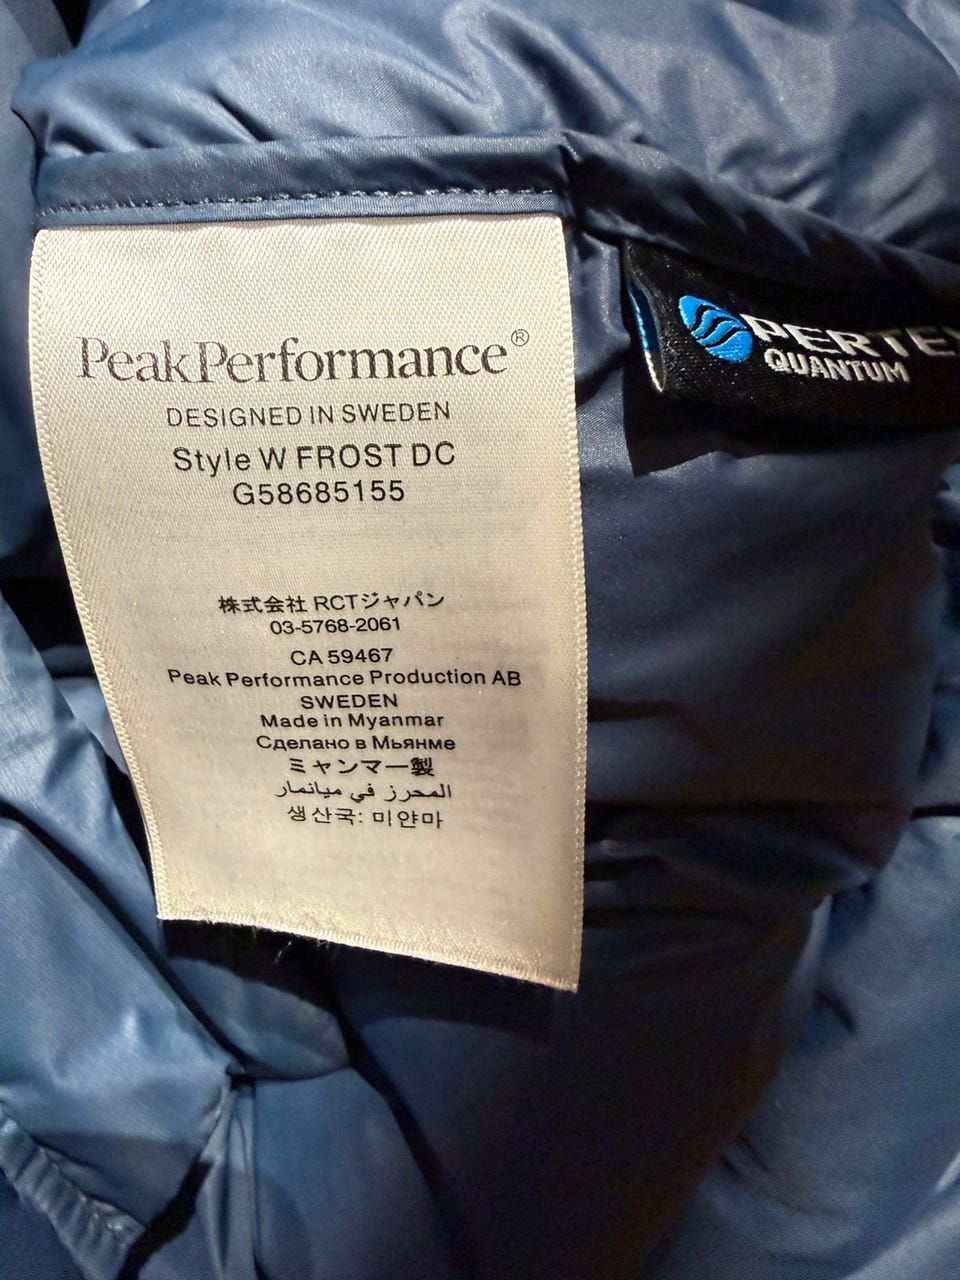 PeakPerformance®
DESIGNED IN SWEDEN
Style W FROST DC
G58685155
株式会社 RCTジャパン
03-5768-2061
CA 59467
Peak Performance Production AB
SWEDEN
Made in Myanmar
Сделано в Мьянме
ミャンマー製
المحرز في ميانمار
생산국: 미얀마
PERTEX
QUANTUM